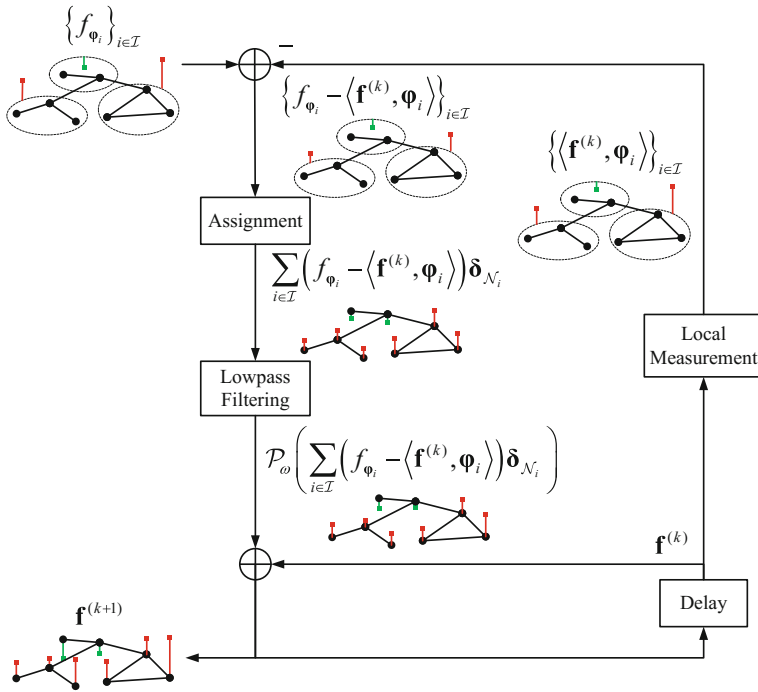 {f_{φ_i}}_{i∈ℐ}
−
{f_{φ_i} − ⟨f^{(k)}, φ_i⟩}_{i∈ℐ}
{⟨f^{(k)}, φ_i⟩}_{i∈ℐ}
Assignment
∑_{i∈ℐ} (f_{φ_i} − ⟨f^{(k)}, φ_i⟩) δ_{𝒩_i}
Local
Measurement
Lowpass
Filtering
𝒫_ω (∑_{i∈ℐ} (f_{φ_i} − ⟨f^{(k)}, φ_i⟩) δ_{𝒩_i})
f^{(k)}
Delay
f^{(k+1)}